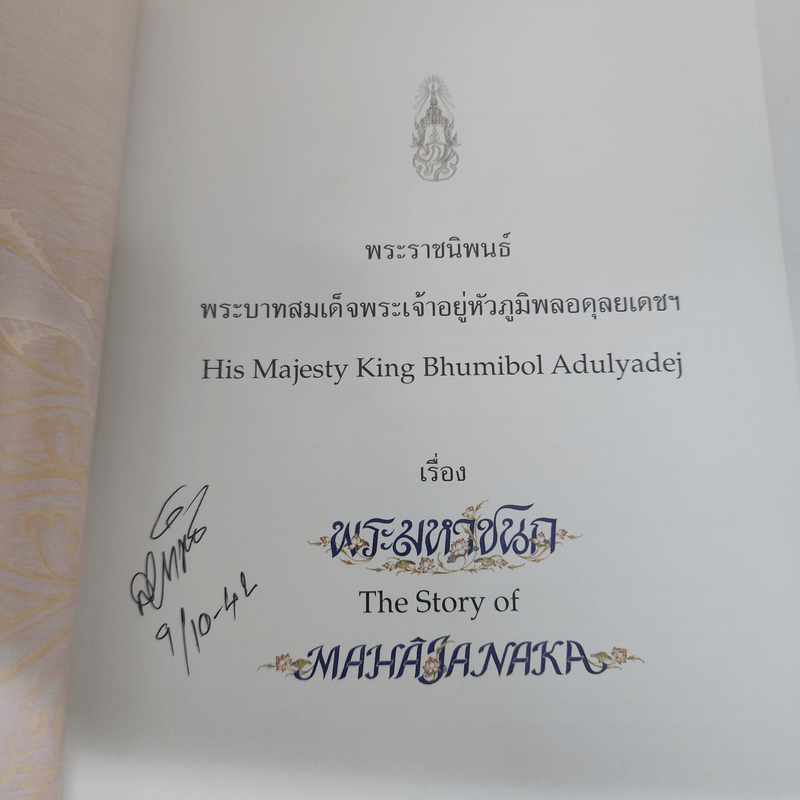 พระราชนิพนธ์
พระบาทสมเด็จพระเจ้าอยู่หัวภูมิพลอดุลยเดชฯ
His Majesty King Bhumibol Adulyadej
เรื่อง
พระมหาชนก
The Story of
MAHÂJANAKA
9/10-42